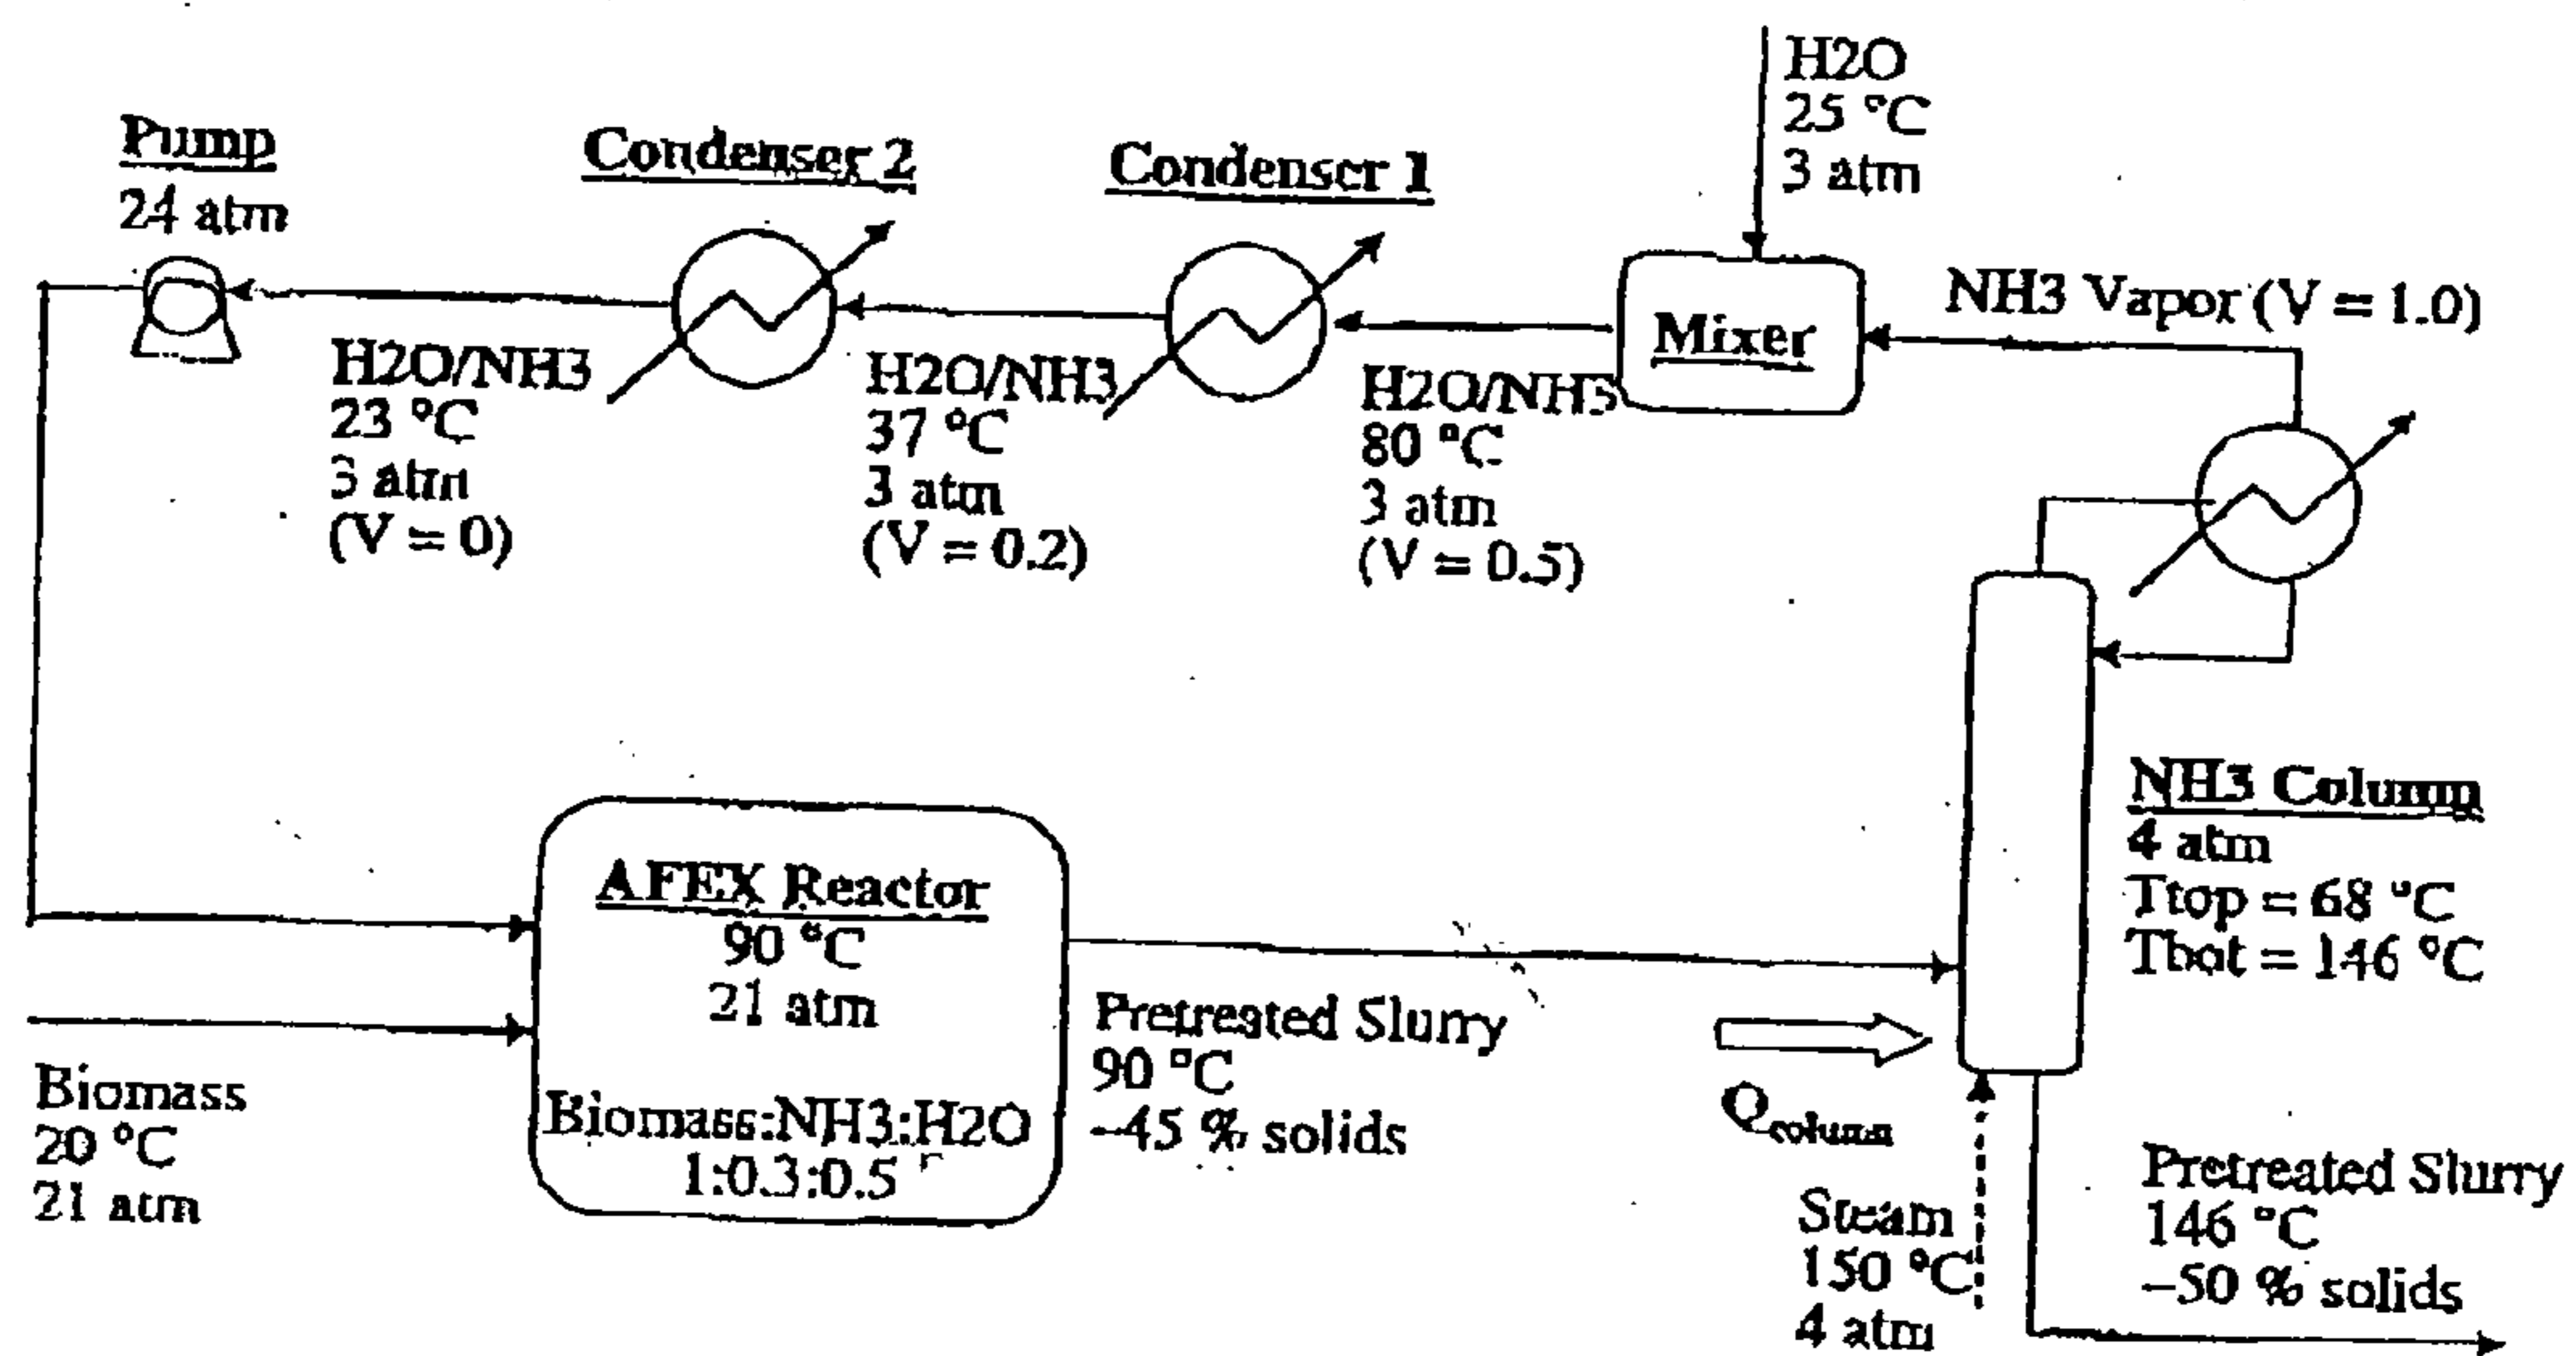 H2O
25 °C
3 atm
Pump
24 atm
Condenser 2
Condenser 1
Mixer
NH3 Vapor (V = 1.0)
H2O/NH3
23 °C
3 atm
(V = 0)
H2O/NH3
37 °C
3 atm
(V = 0.2)
H2O/NH3
80 °C
3 atm
(V = 0.5)
NH3 Column
4 atm
Ttop = 68 °C
Tbot = 146 °C
AFEX Reactor
90 °C
21 atm
Biomass:NH3:H2O
1:0.3:0.5
Biomass
20 °C
21 atm
Pretreated Slurry
90 °C
~45 % solids
Qcolumn
Steam
150 °C
4 atm
Pretreated Slurry
146 °C
~50 % solids